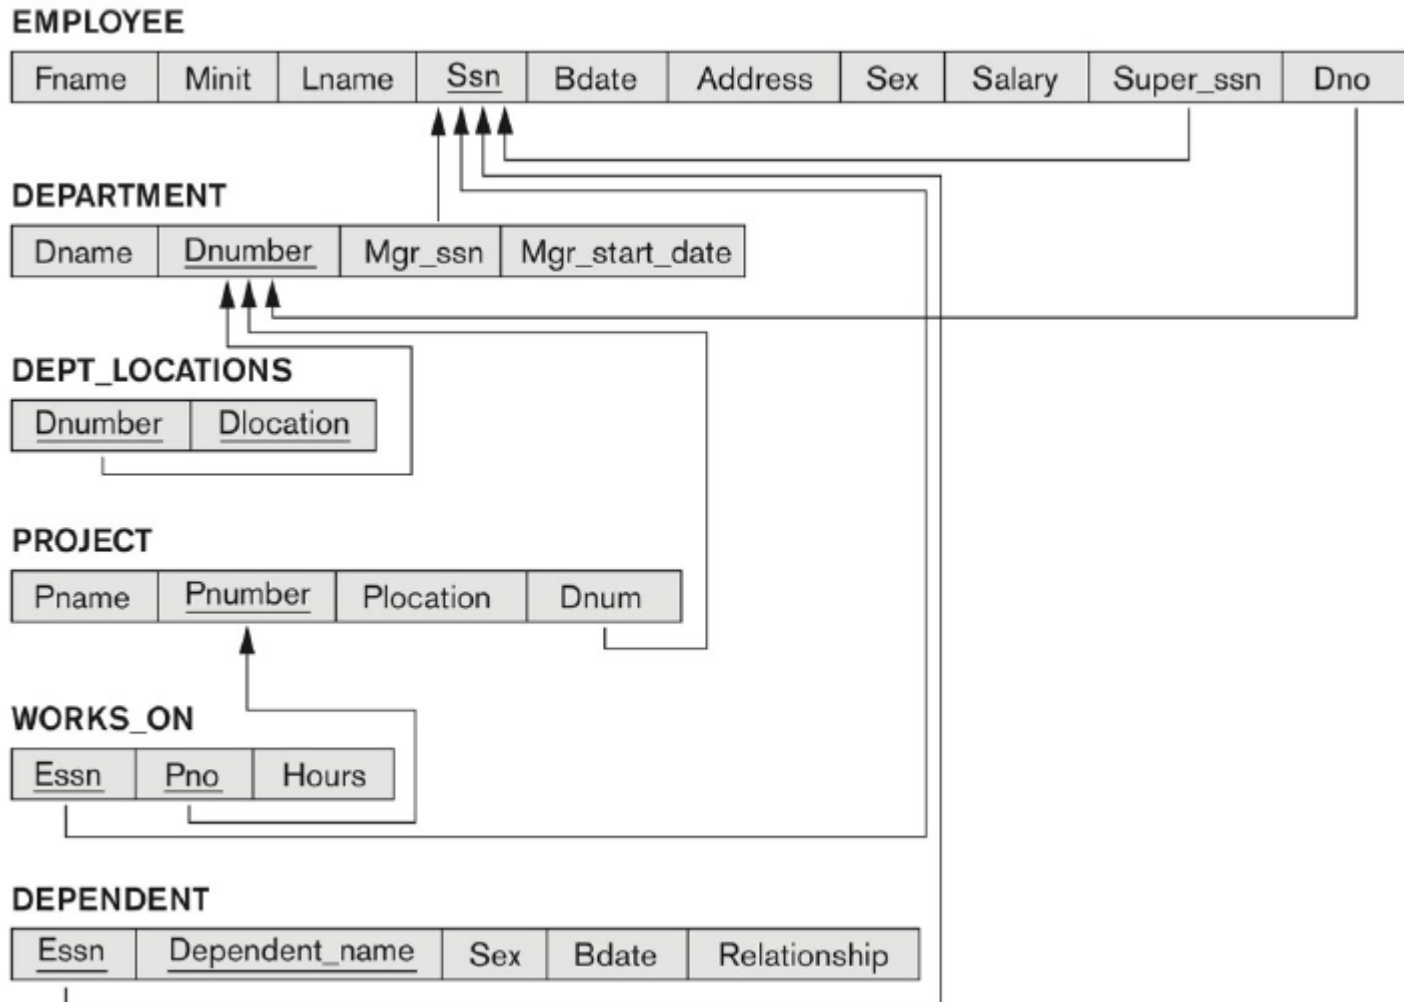 EMPLOYEE
Fname Minit Lname Ssn Bdate Address Sex Salary Super_ssn Dno
DEPARTMENT
Dname Dnumber Mgr_ssn Mgr_start_date
DEPT_LOCATIONS
Dnumber Dlocation
PROJECT
Pname Pnumber Plocation Dnum
WORKS_ON
Essn Pno Hours
DEPENDENT
Essn Dependent_name Sex Bdate Relationship